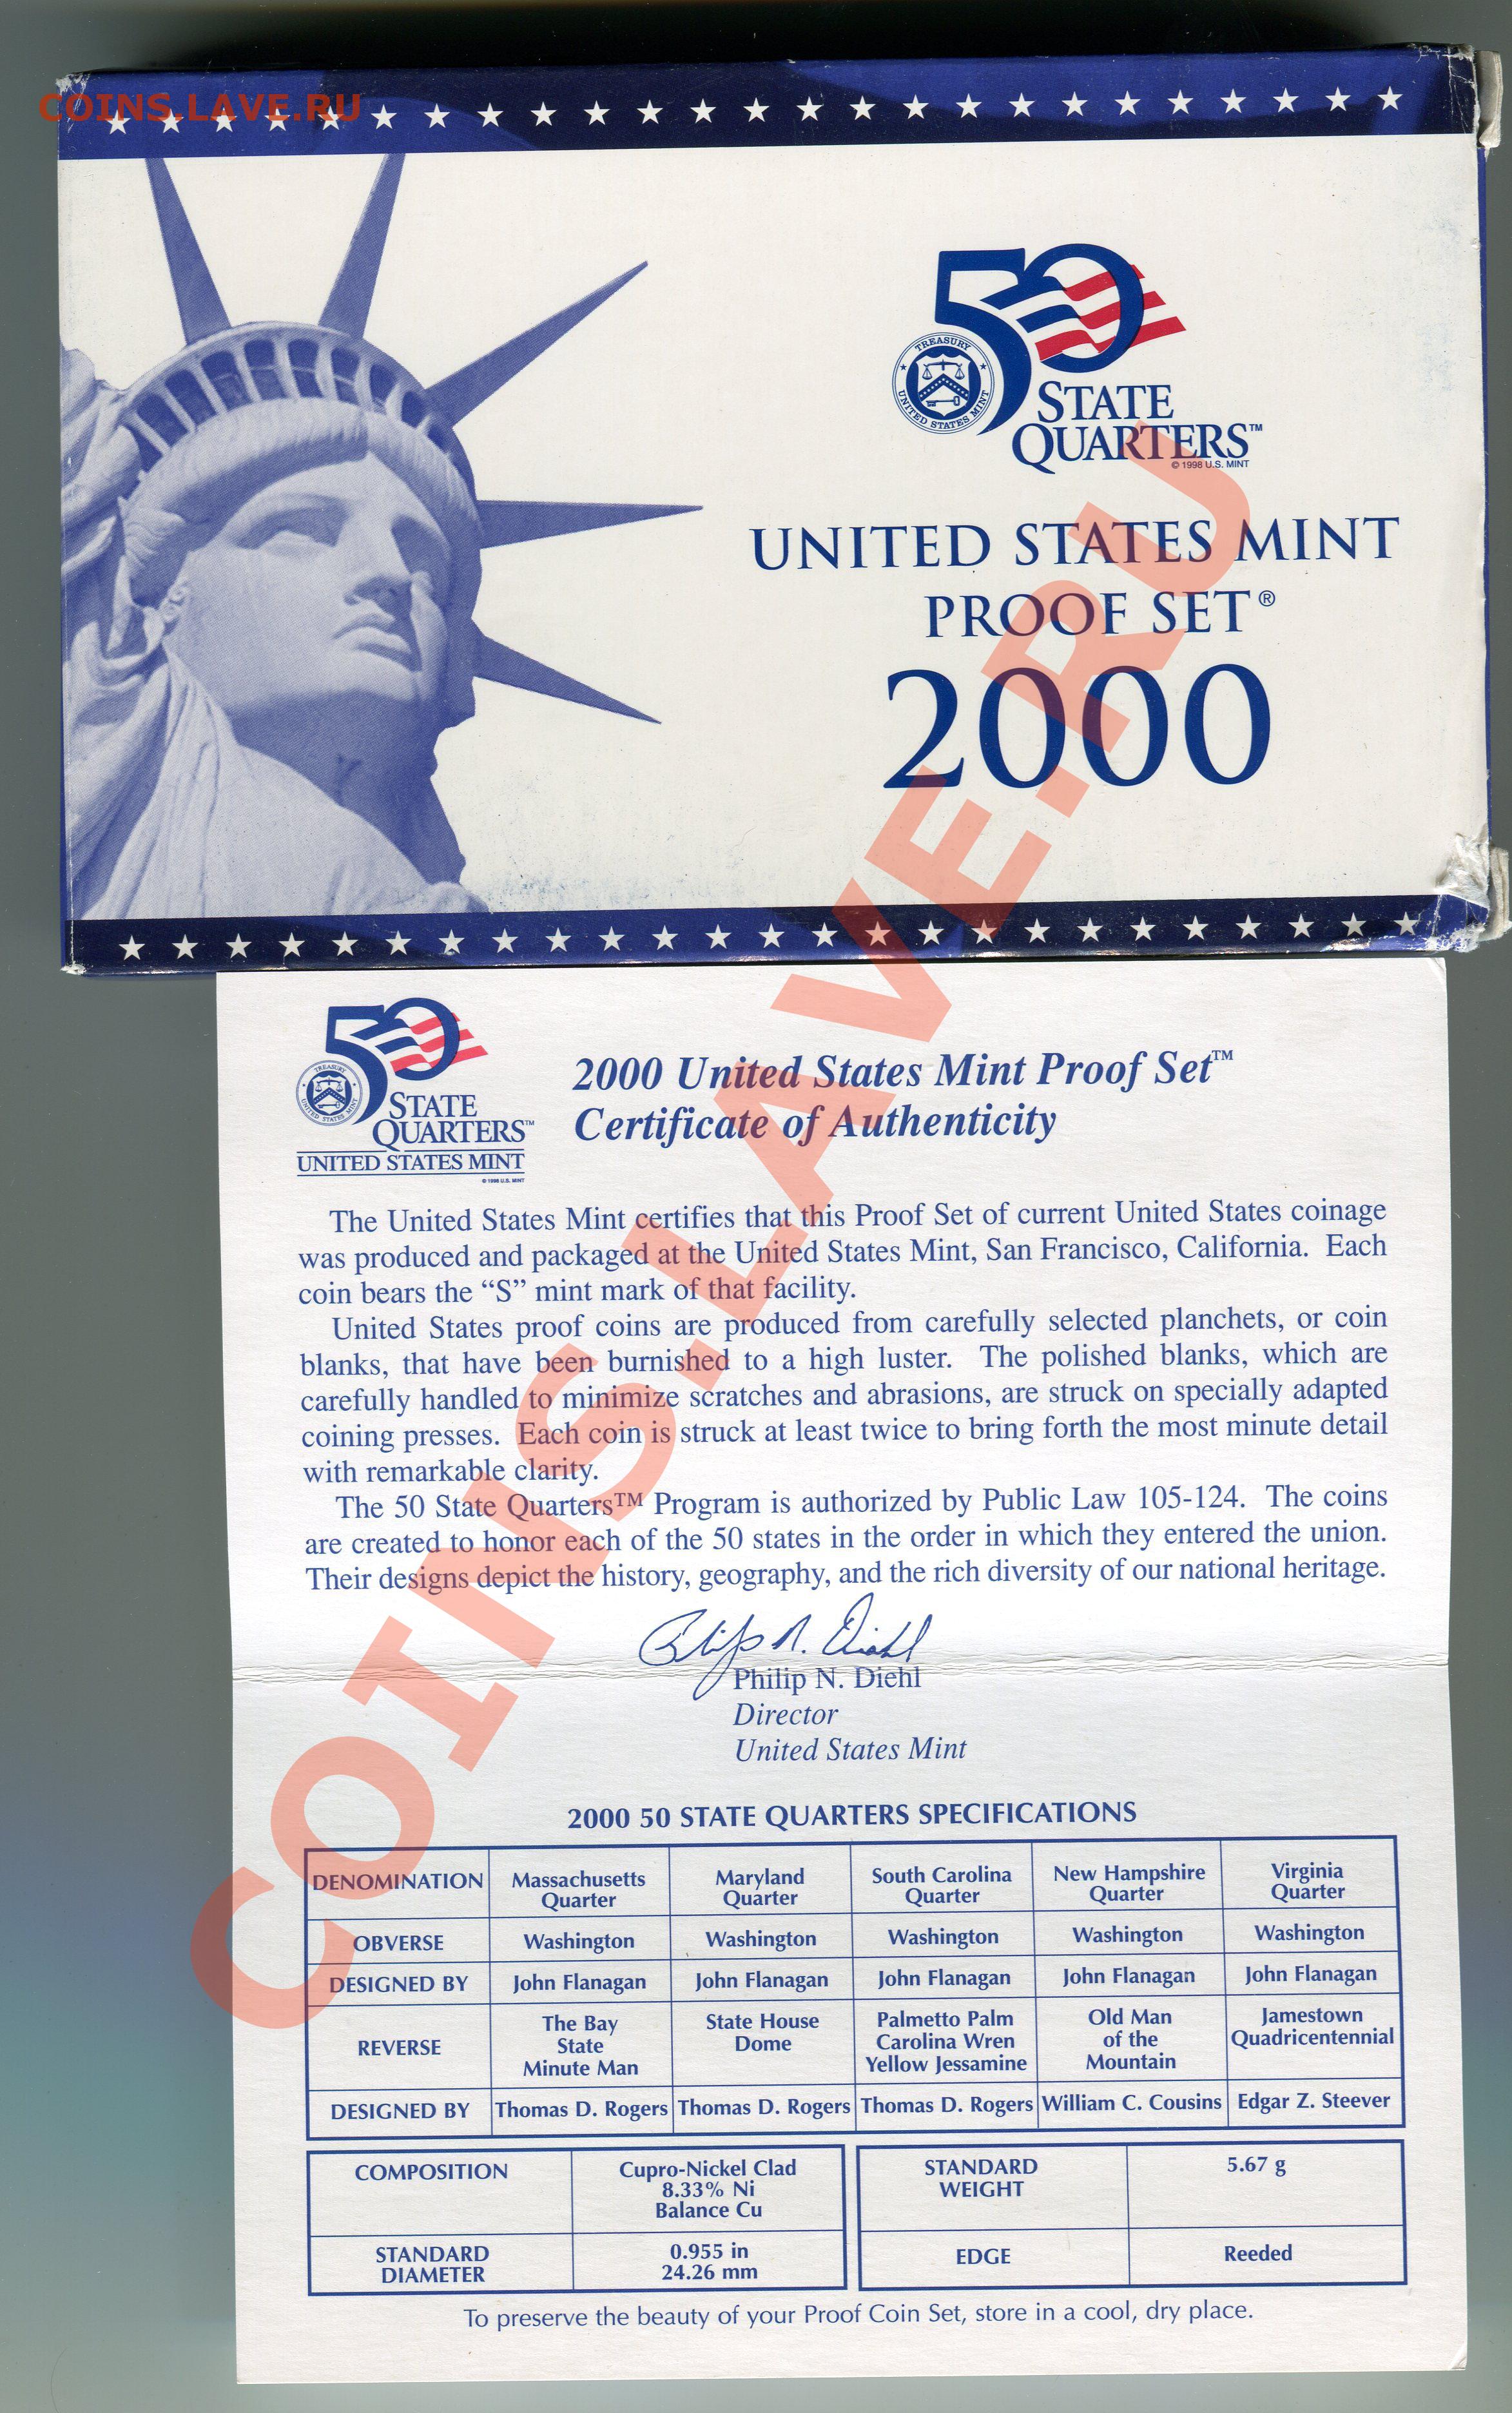 COINS.LAVE.RU
50
STATE
QUARTERS™
© 1998 U.S. MINT
TREASURY
UNITED STATES MINT
UNITED STATES MINT
PROOF SET®
2000
COINS.LAVE.RU
50
STATE
QUARTERS™
TREASURY
UNITED STATES MINT
UNITED STATES MINT
© 1998 U.S. MINT
2000 United States Mint Proof Set™
Certificate of Authenticity
The United States Mint certifies that this Proof Set of current United States coinage
was produced and packaged at the United States Mint, San Francisco, California. Each
coin bears the “S” mint mark of that facility.
United States proof coins are produced from carefully selected planchets, or coin
blanks, that have been burnished to a high luster. The polished blanks, which are
carefully handled to minimize scratches and abrasions, are struck on specially adapted
coining presses. Each coin is struck at least twice to bring forth the most minute detail
with remarkable clarity.
The 50 State Quarters™ Program is authorized by Public Law 105-124. The coins
are created to honor each of the 50 states in the order in which they entered the union.
Their designs depict the history, geography, and the rich diversity of our national heritage.
Philip N. Diehl
Philip N. Diehl
Director
United States Mint
2000 50 STATE QUARTERS SPECIFICATIONS
DENOMINATION Massachusetts Quarter Maryland Quarter South Carolina Quarter New Hampshire Quarter Virginia Quarter
OBVERSE Washington Washington Washington Washington Washington
DESIGNED BY John Flanagan John Flanagan John Flanagan John Flanagan John Flanagan
REVERSE The Bay State Minute Man State House Dome Palmetto Palm Carolina Wren Yellow Jessamine Old Man of the Mountain Jamestown Quadricentennial
DESIGNED BY Thomas D. Rogers Thomas D. Rogers Thomas D. Rogers William C. Cousins Edgar Z. Steever
COMPOSITION Cupro-Nickel Clad 8.33% Ni Balance Cu STANDARD WEIGHT 5.67 g
STANDARD DIAMETER 0.955 in 24.26 mm EDGE Reeded
To preserve the beauty of your Proof Coin Set, store in a cool, dry place.